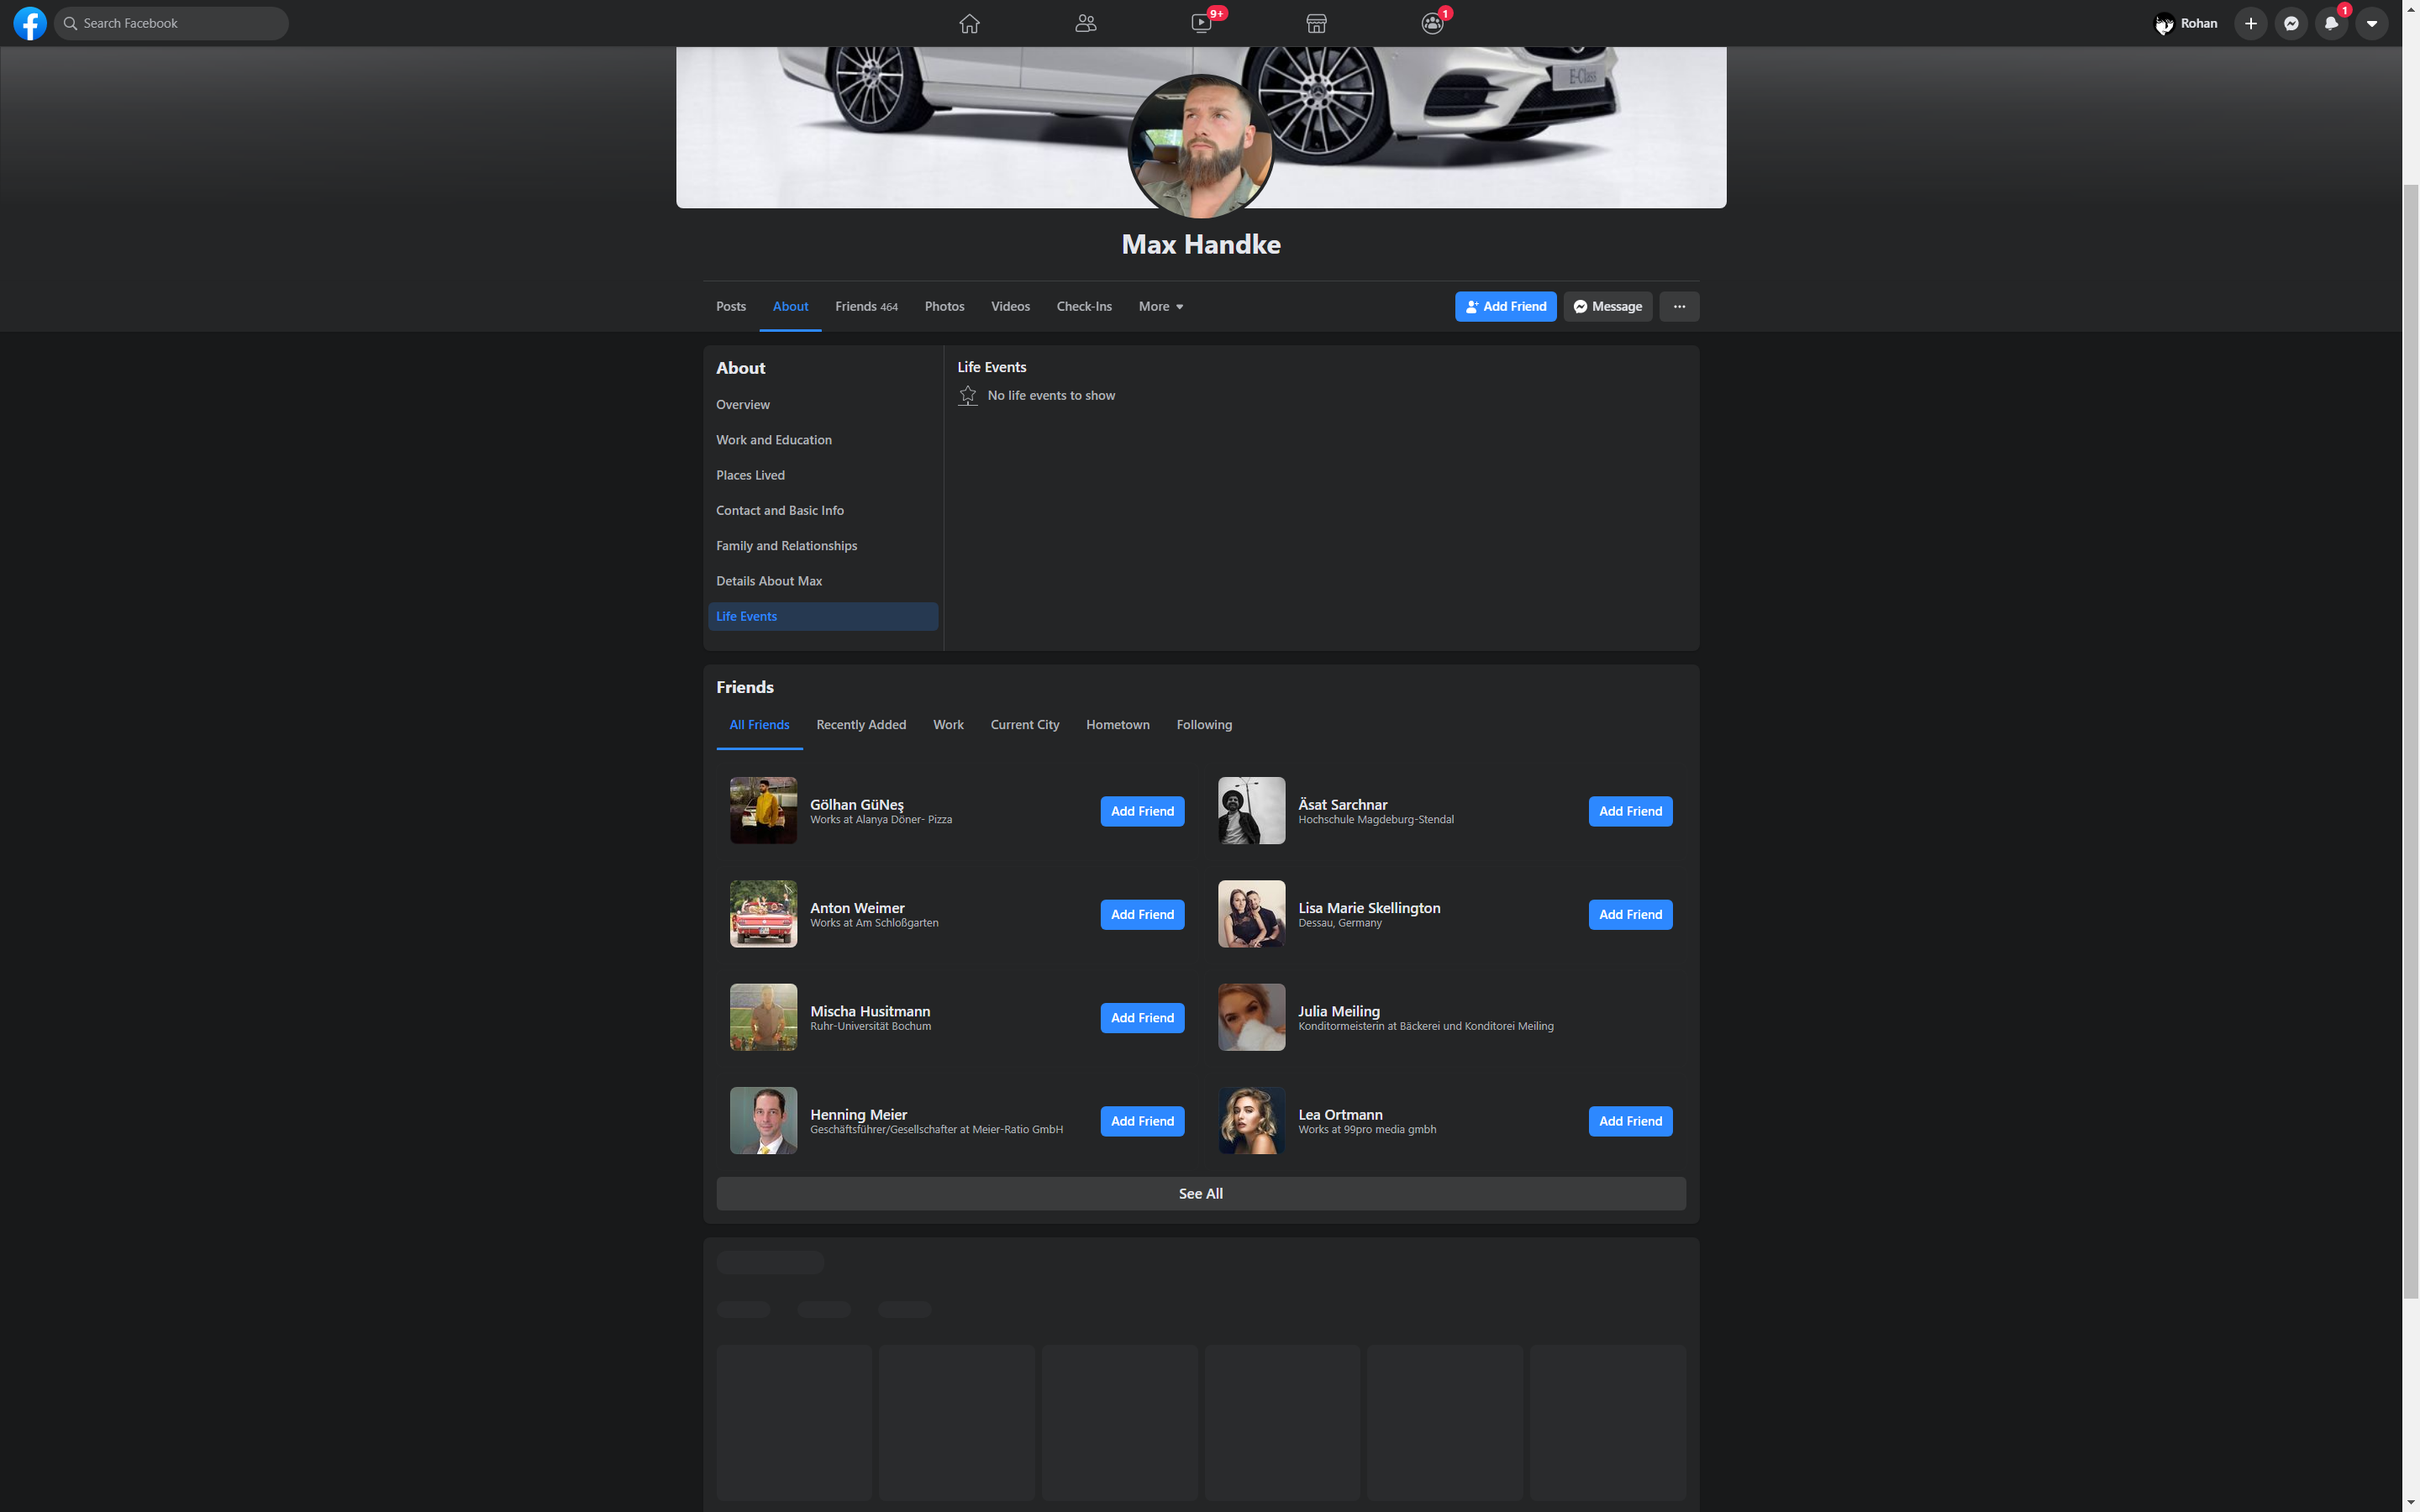 Search Facebook
9+
1
Rohan
1
E-Class
Max Handke
Posts
About
Friends 464
Photos
Videos
Check-Ins
More
Add Friend
Message
About
Overview
Work and Education
Places Lived
Contact and Basic Info
Family and Relationships
Details About Max
Life Events
Life Events
No life events to show
Friends
All Friends
Recently Added
Work
Current City
Hometown
Following
Gölhan GüNeş
Works at Alanya Döner- Pizza
Add Friend
Äsat Sarchnar
Hochschule Magdeburg-Stendal
Add Friend
Anton Weimer
Works at Am Schloßgarten
Add Friend
Lisa Marie Skellington
Dessau, Germany
Add Friend
Mischa Husitmann
Ruhr-Universität Bochum
Add Friend
Julia Meiling
Konditormeisterin at Bäckerei und Konditorei Meiling
Henning Meier
Geschäftsführer/Gesellschafter at Meier-Ratio GmbH
Add Friend
Lea Ortmann
Works at 99pro media gmbh
Add Friend
See All